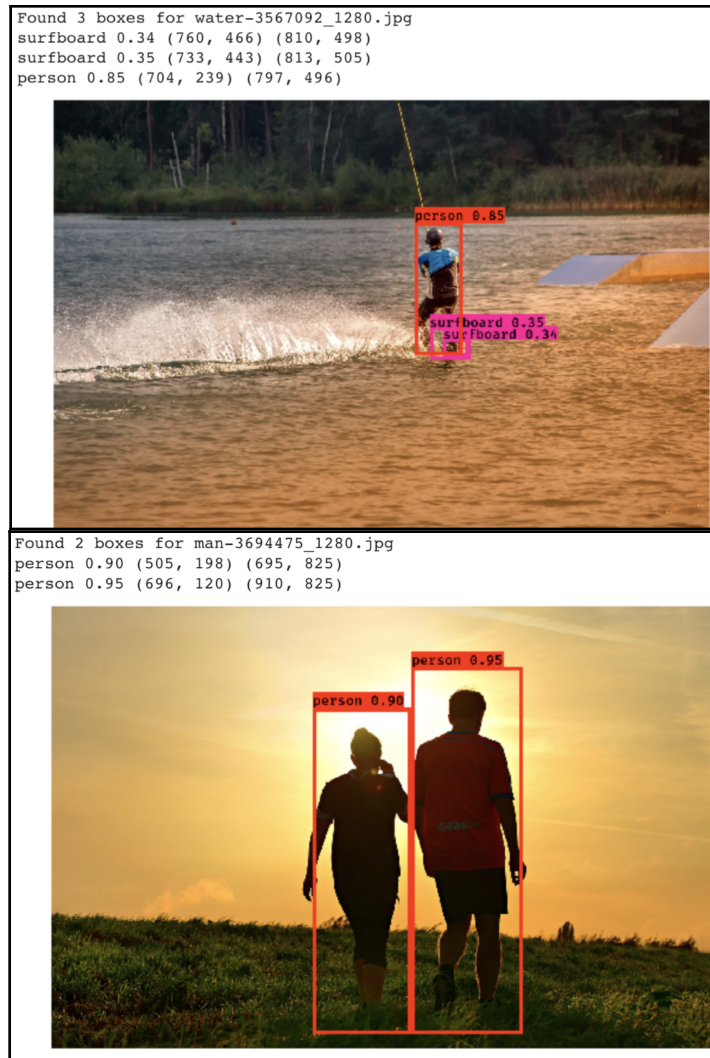 Found 3 boxes for water-3567092_1280.jpg
surfboard 0.34 (760, 466) (810, 498)
surfboard 0.35 (733, 443) (813, 505)
person 0.85 (704, 239) (797, 496)
person 0.85
surfboard 0.35
surfboard 0.34
Found 2 boxes for man-3694475_1280.jpg
person 0.90 (505, 198) (695, 825)
person 0.95 (696, 120) (910, 825)
person 0.95
person 0.90